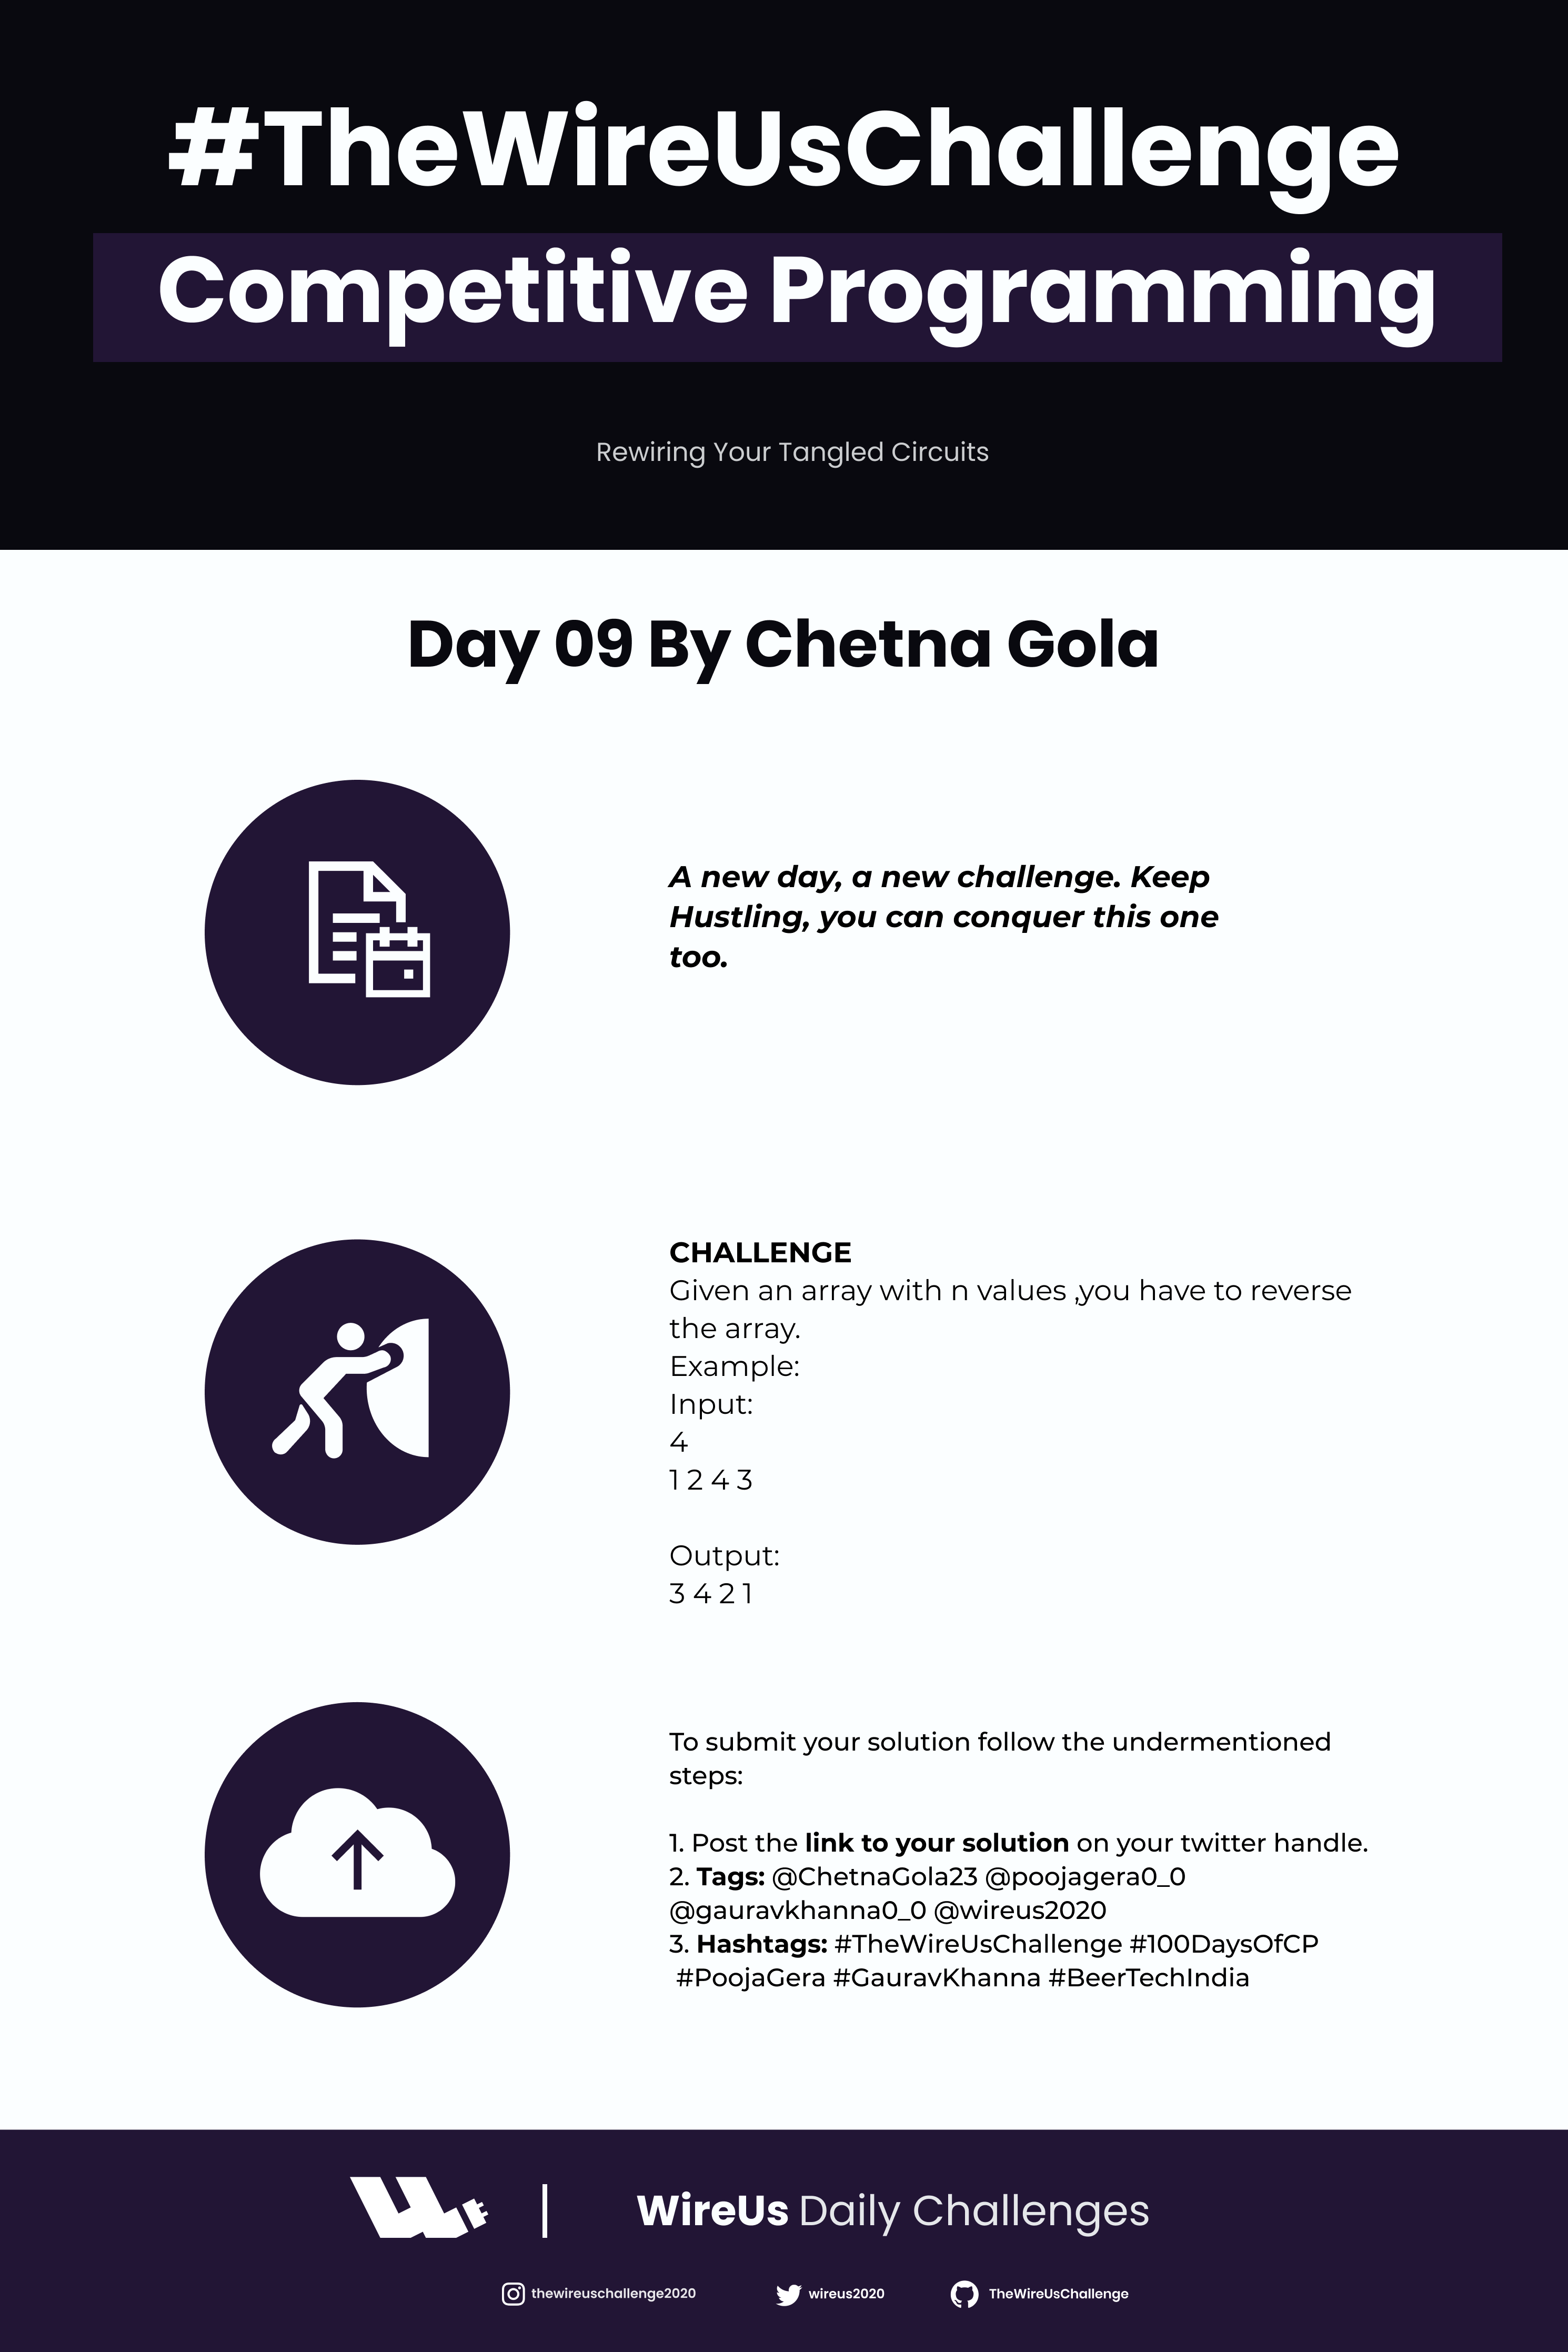 #TheWireUsChallenge
Competitive Programming
Rewiring Your Tangled Circuits
Day 09 By Chetna Gola
A new day, a new challenge. Keep
Hustling, you can conquer this one
too.
CHALLENGE
Given an array with n values ,you have to reverse
the array.
Example:
Input:
4
1 2 4 3
Output:
3 4 2 1
To submit your solution follow the undermentioned
steps:
1. Post the link to your solution on your twitter handle.
2. Tags: @ChetnaGola23 @poojagera0_0
@gauravkhanna0_0 @wireus2020
3. Hashtags: #TheWireUsChallenge #100DaysOfCP
#PoojaGera #GauravKhanna #BeerTechIndia
WireUs Daily Challenges
thewireuschallenge2020 wireus2020 TheWireUsChallenge